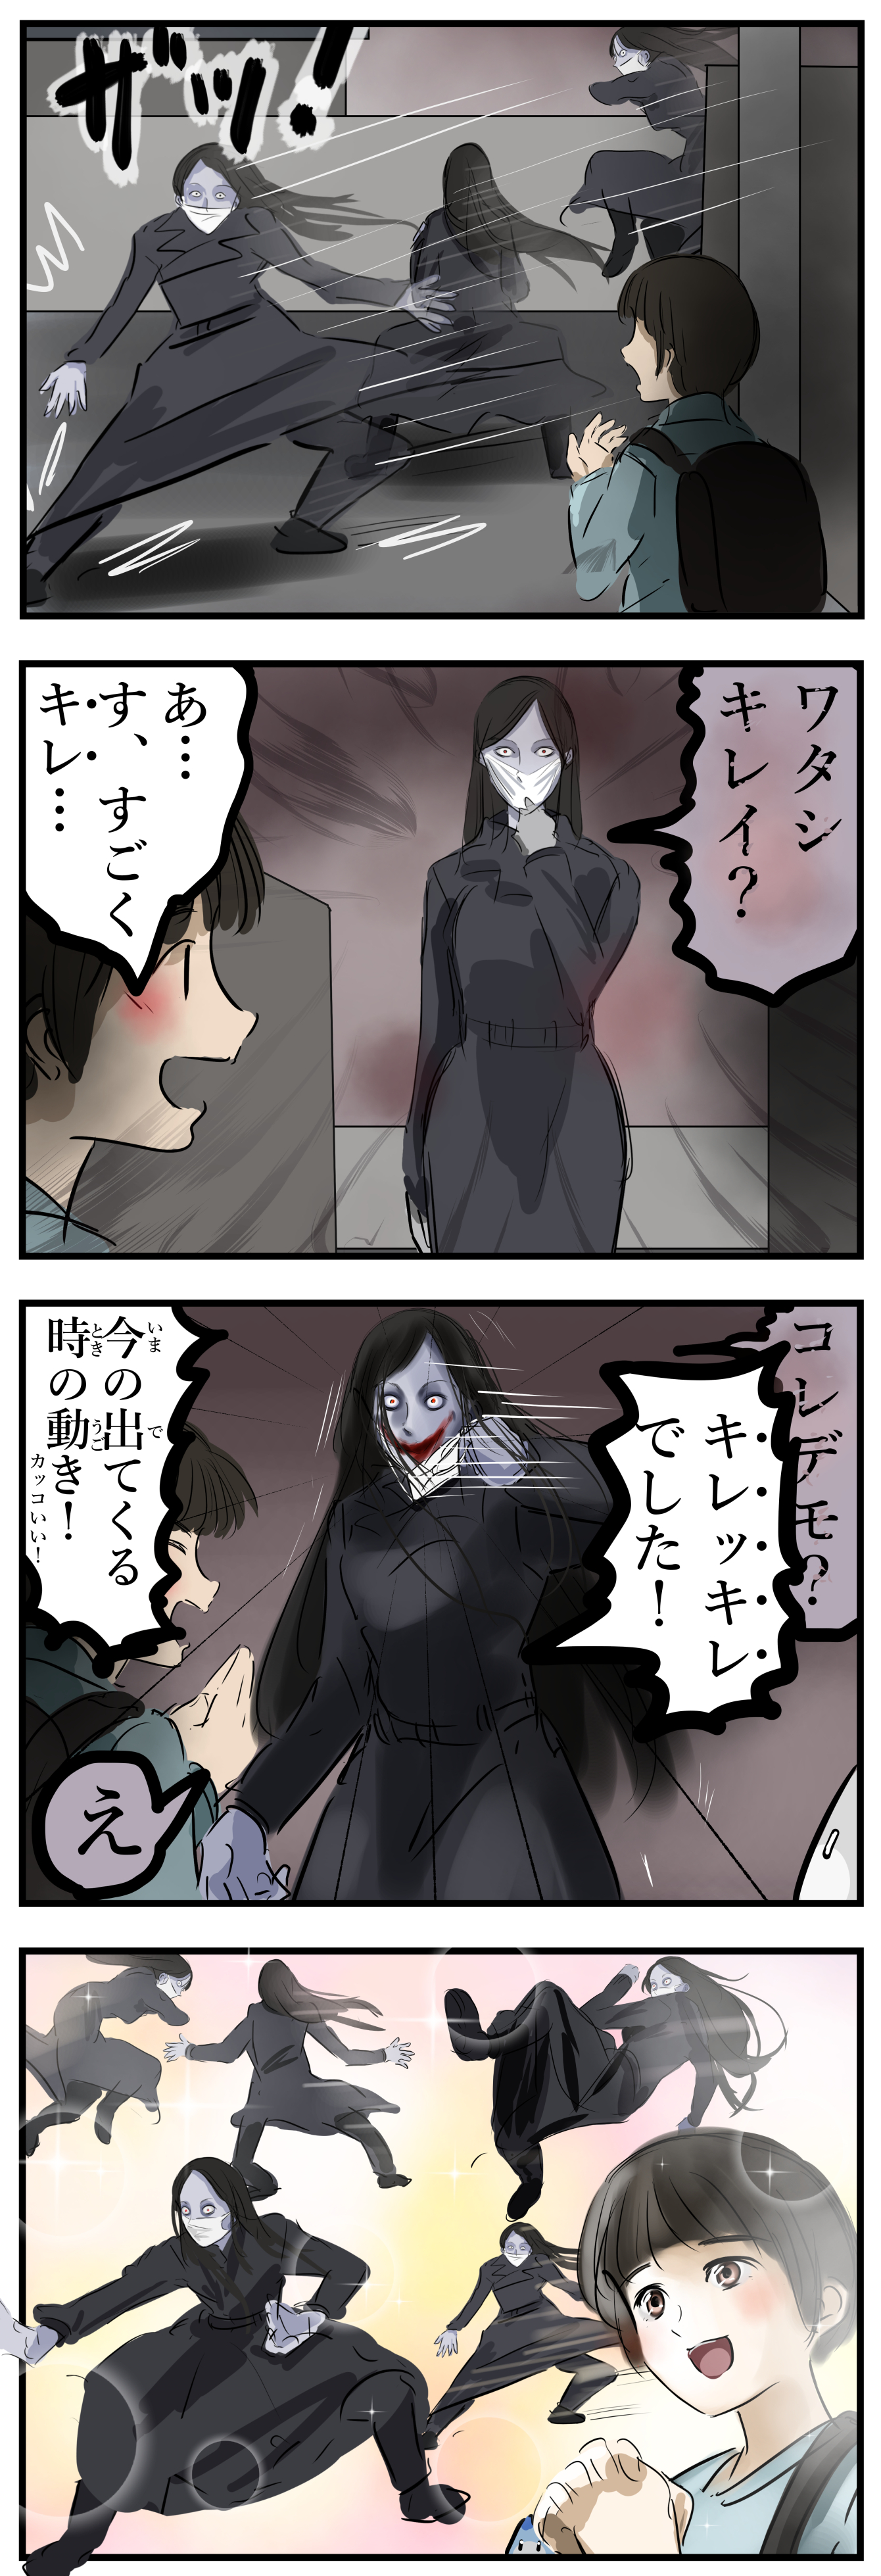 ザッ!
ワタシ
キレイ?
あ…
す、すごく
キレ…
コレデモ?
キレッキレ
でした!
今の出てくる
時の動き!
カッコいい!
え